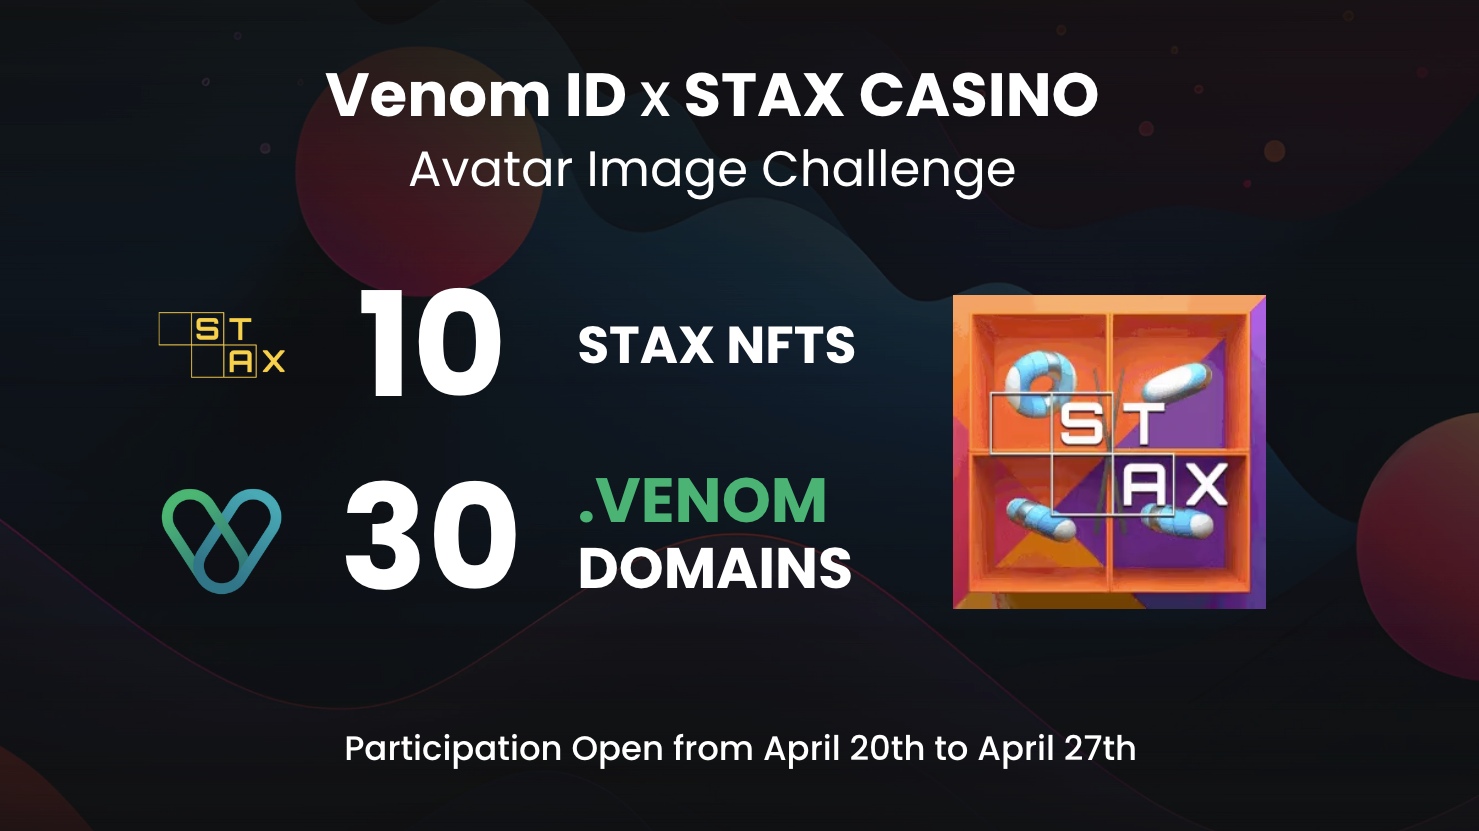 Venom ID x STAX CASINO
Avatar Image Challenge
ST
AX
10
STAX NFTS
30
.VENOM
DOMAINS
ST
AX
Participation Open from April 20th to April 27th